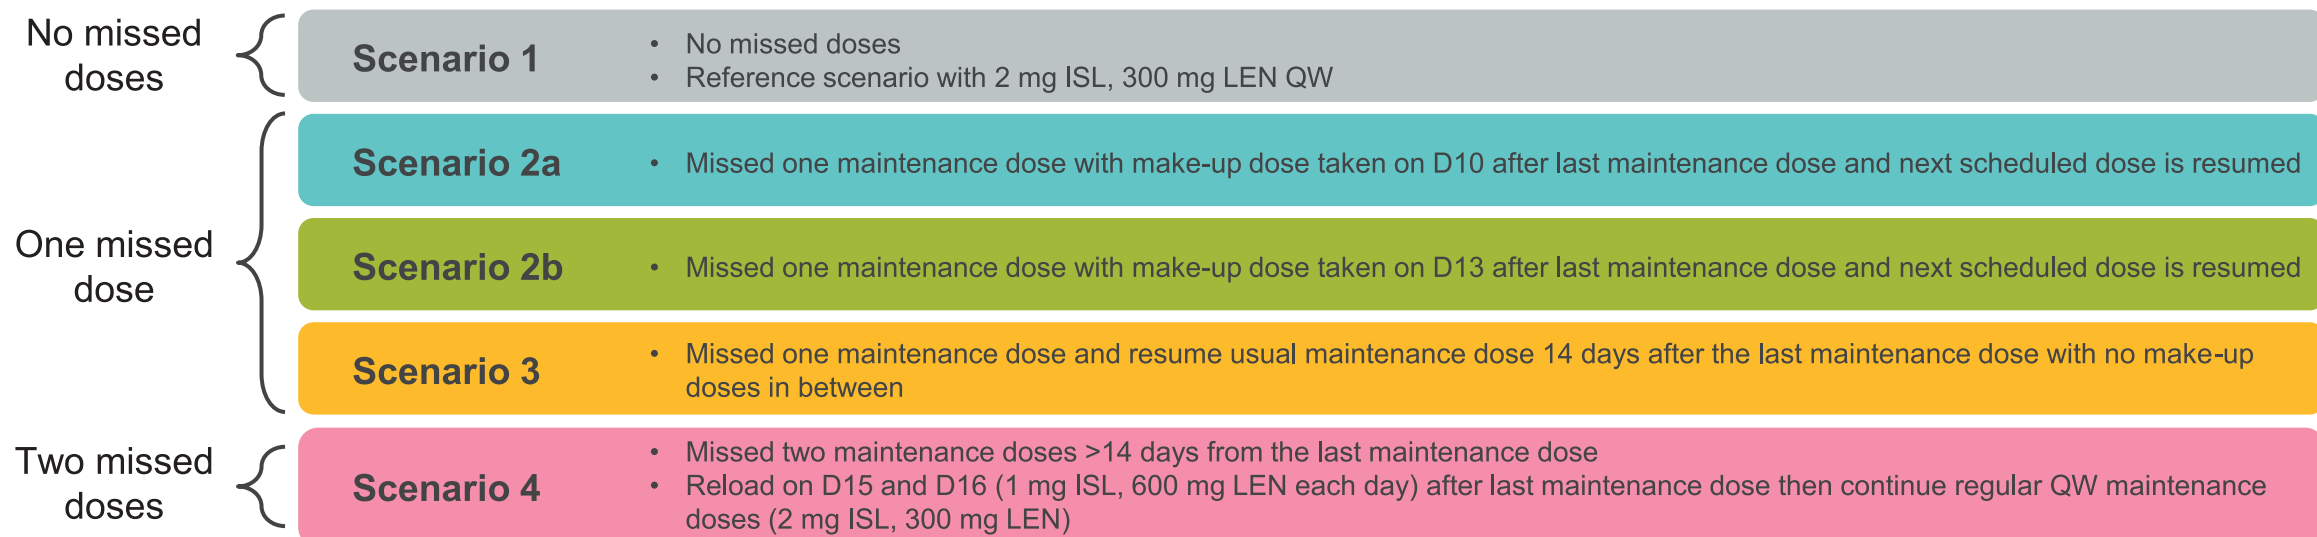 No missed
doses
Scenario 1
• No missed doses
• Reference scenario with 2 mg ISL, 300 mg LEN QW
One missed
dose
Scenario 2a
• Missed one maintenance dose with make-up dose taken on D10 after last maintenance dose and next scheduled dose is resumed
Scenario 2b
• Missed one maintenance dose with make-up dose taken on D13 after last maintenance dose and next scheduled dose is resumed
Scenario 3
• Missed one maintenance dose and resume usual maintenance dose 14 days after the last maintenance dose with no make-up
doses in between
Two missed
doses
Scenario 4
• Missed two maintenance doses >14 days from the last maintenance dose
• Reload on D15 and D16 (1 mg ISL, 600 mg LEN each day) after last maintenance dose then continue regular QW maintenance
doses (2 mg ISL, 300 mg LEN)